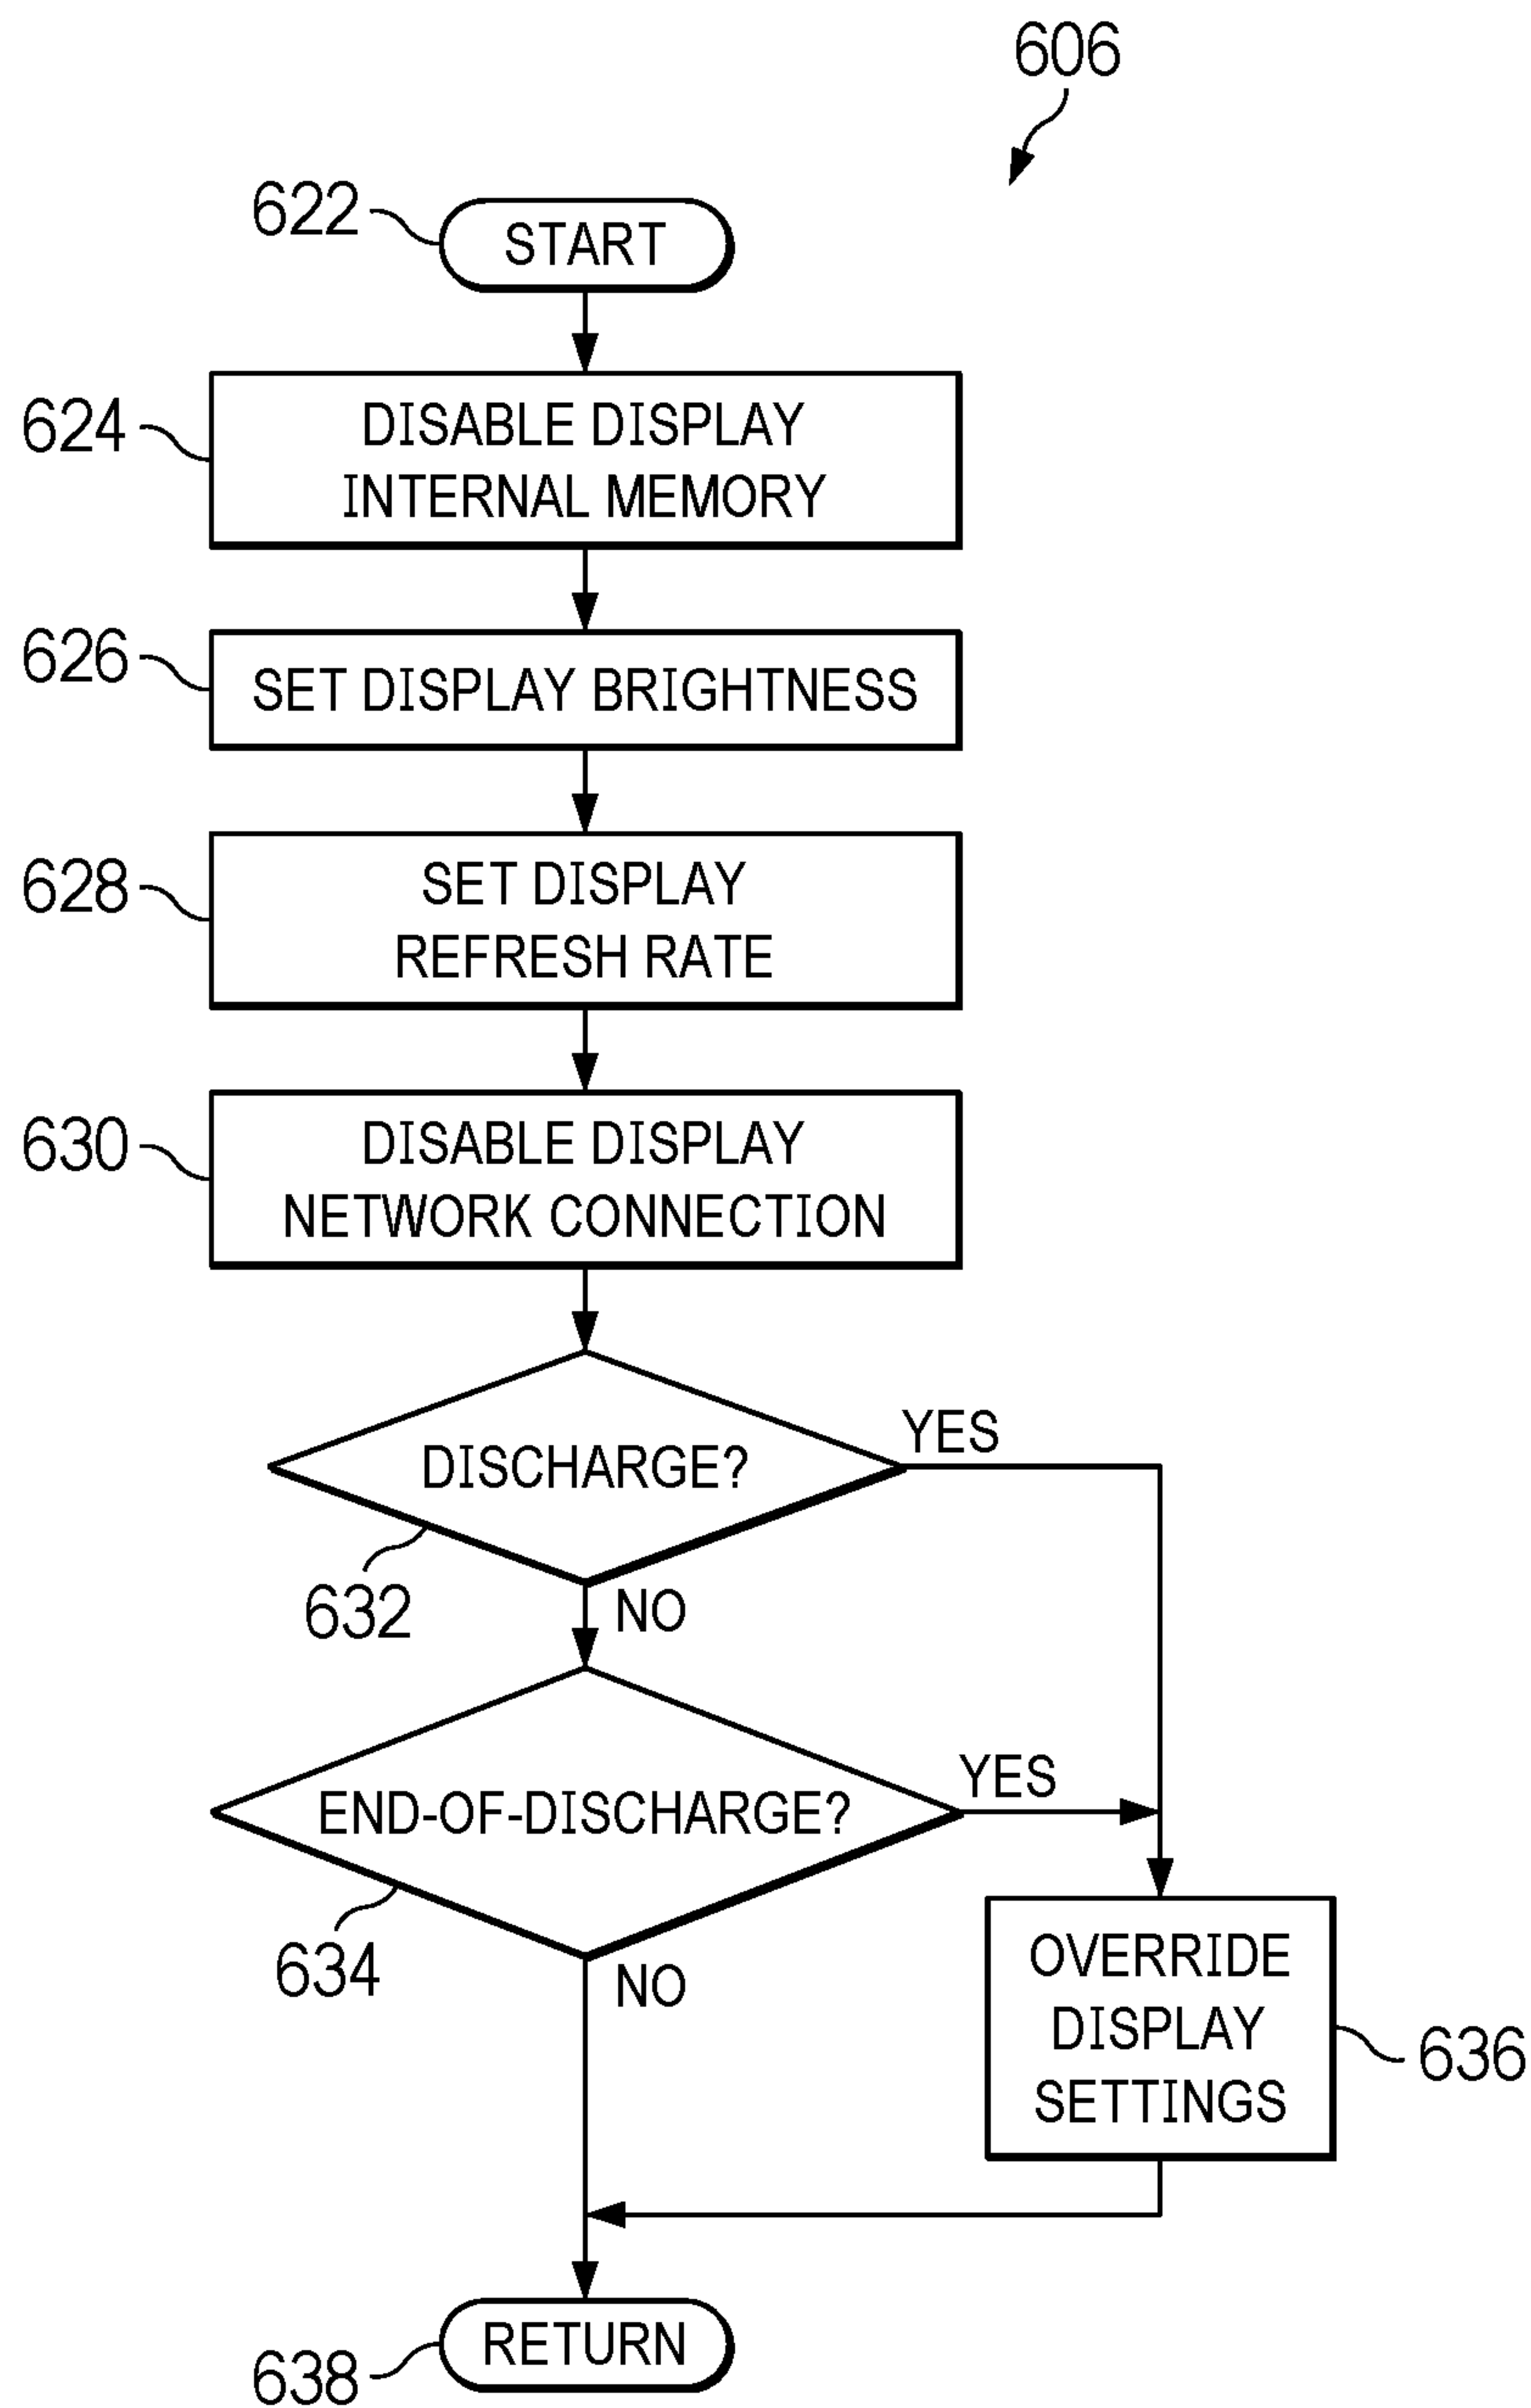 606
622
START
624
DISABLE DISPLAY
INTERNAL MEMORY
626
SET DISPLAY BRIGHTNESS
628
SET DISPLAY
REFRESH RATE
630
DISABLE DISPLAY
NETWORK CONNECTION
DISCHARGE?
YES
632
NO
END-OF-DISCHARGE?
YES
634
NO
OVERRIDE
DISPLAY
SETTINGS
636
RETURN
638